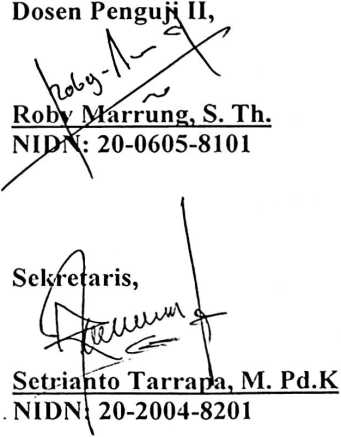 Dosen Penguji II,
Roby Marrung, S. Th.
NIDN: 20-0605-8101
Sekretaris,
Setrianto Tarrapa, M. Pd.K
NIDN: 20-2004-8201